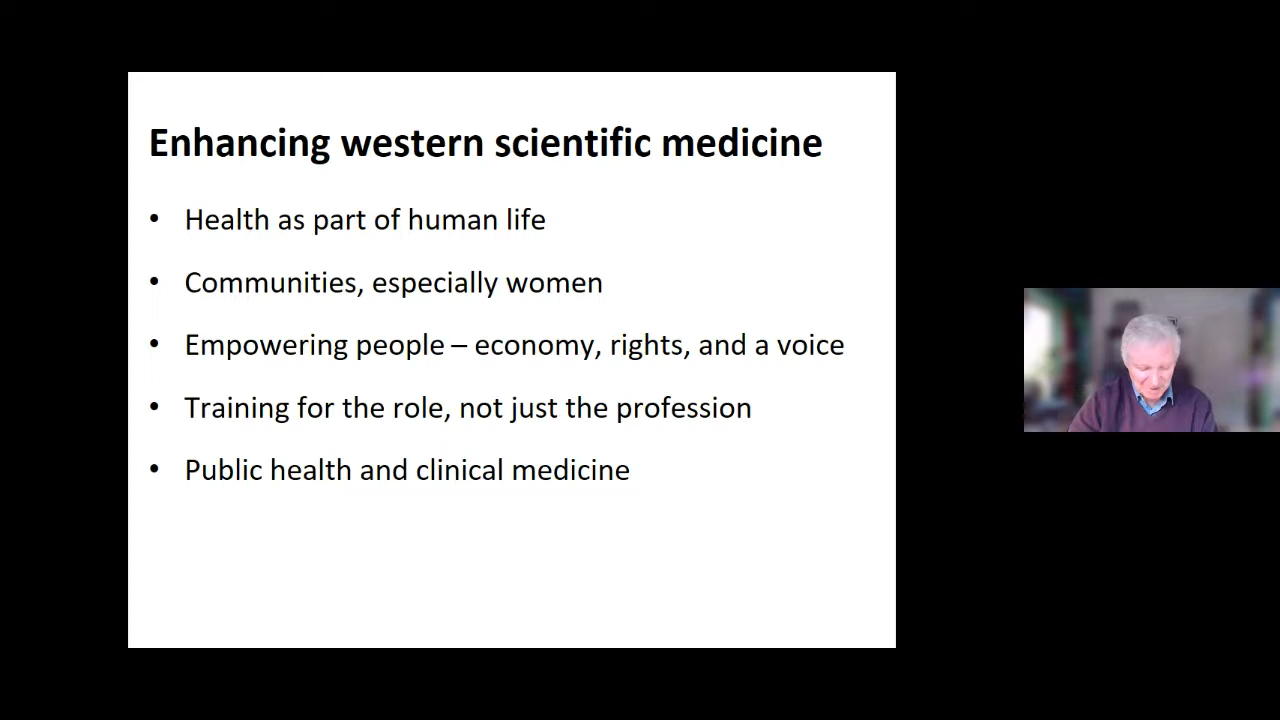 Enhancing western scientific medicine
• Health as part of human life
• Communities, especially women
• Empowering people – economy, rights, and a voice
• Training for the role, not just the profession
• Public health and clinical medicine